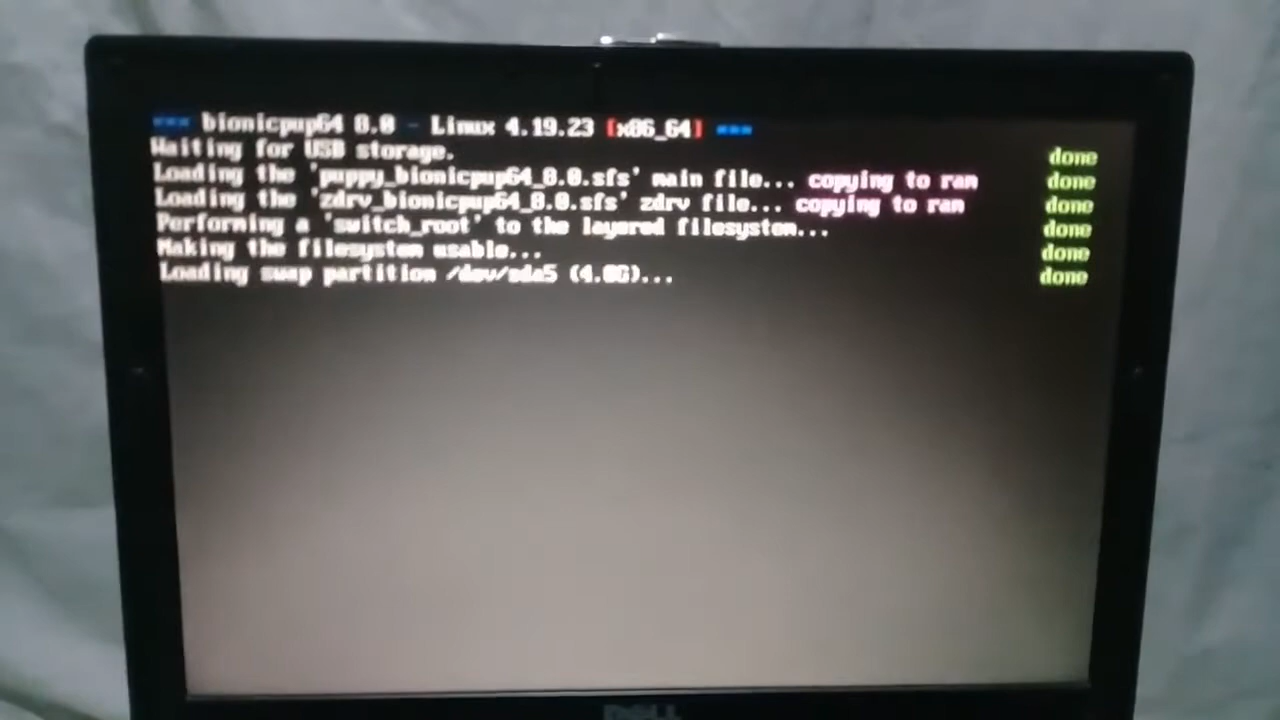 === bionicpup64 8.0 - Linux 4.19.23 [x86_64] ===
Waiting for USB storage. done
Loading the 'puppy_bionicpup64_8.0.sfs' main file... copying to ram done
Loading the 'zdrv_bionicpup64_8.0.sfs' zdrv file... copying to ram done
Performing a 'switch_root' to the layered filesystem... done
Making the filesystem usable... done
Loading swap partition /dev/sda5 (4.0G)... done
DELL